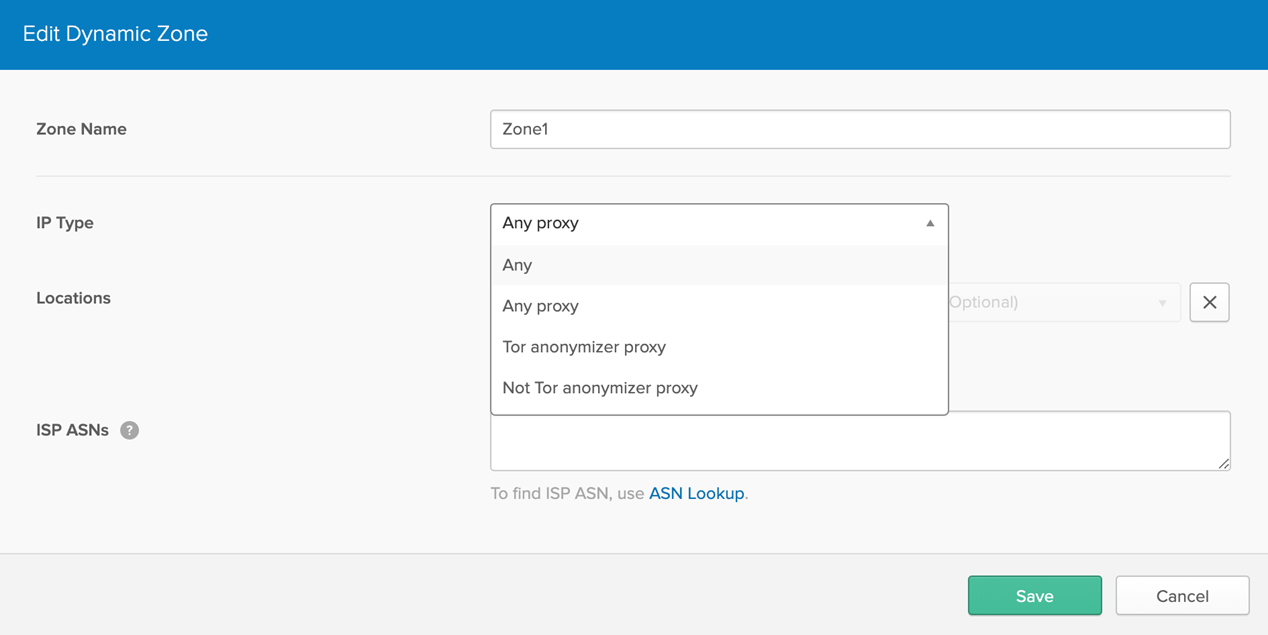 Edit Dynamic Zone
Zone Name
Zone1
IP Type
Any proxy
Any
Any proxy
Tor anonymizer proxy
Not Tor anonymizer proxy
Locations
Optional)
ISP ASNs ?
To find ISP ASN, use ASN Lookup.
Save
Cancel